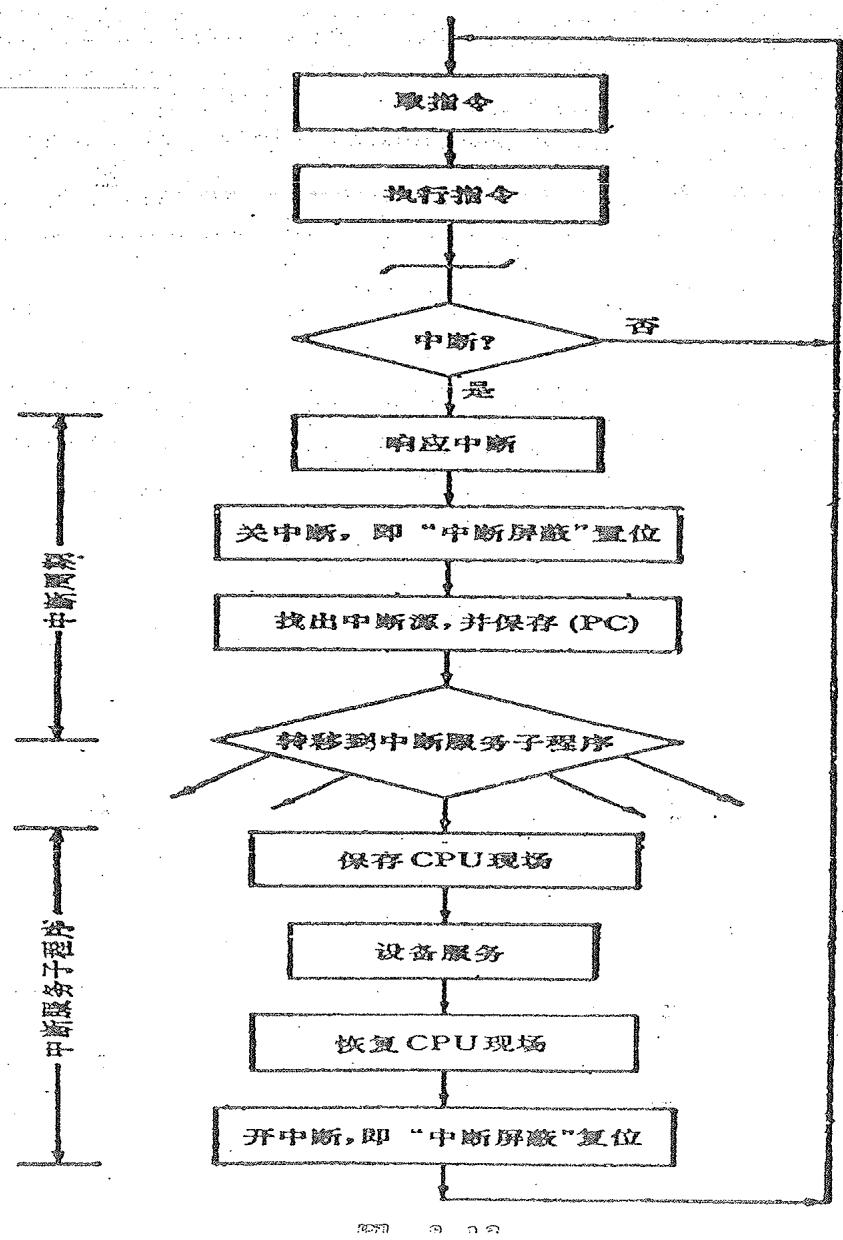 取指令
执行指令
中断?
否
是
响应中断
关中断，即“中断屏蔽”置位
找出中断源，并保存(PC)
转移到中断服务子程序
中断周期
保存CPU现场
设备服务
恢复CPU现场
开中断，即“中断屏蔽”复位
中断服务子程序